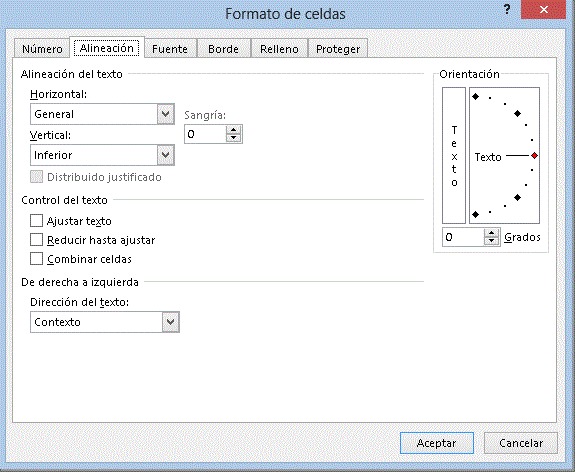 Formato de celdas
?
Número Alineación Fuente Borde Relleno Proteger
Alineación del texto
Horizontal:
General
Sangría:
0
Vertical:
Inferior
Distribuido justificado
Control del texto
Ajustar texto
Reducir hasta ajustar
Combinar celdas
De derecha a izquierda
Dirección del texto:
Contexto
Orientación
Texto
Texto
0 Grados
Aceptar Cancelar